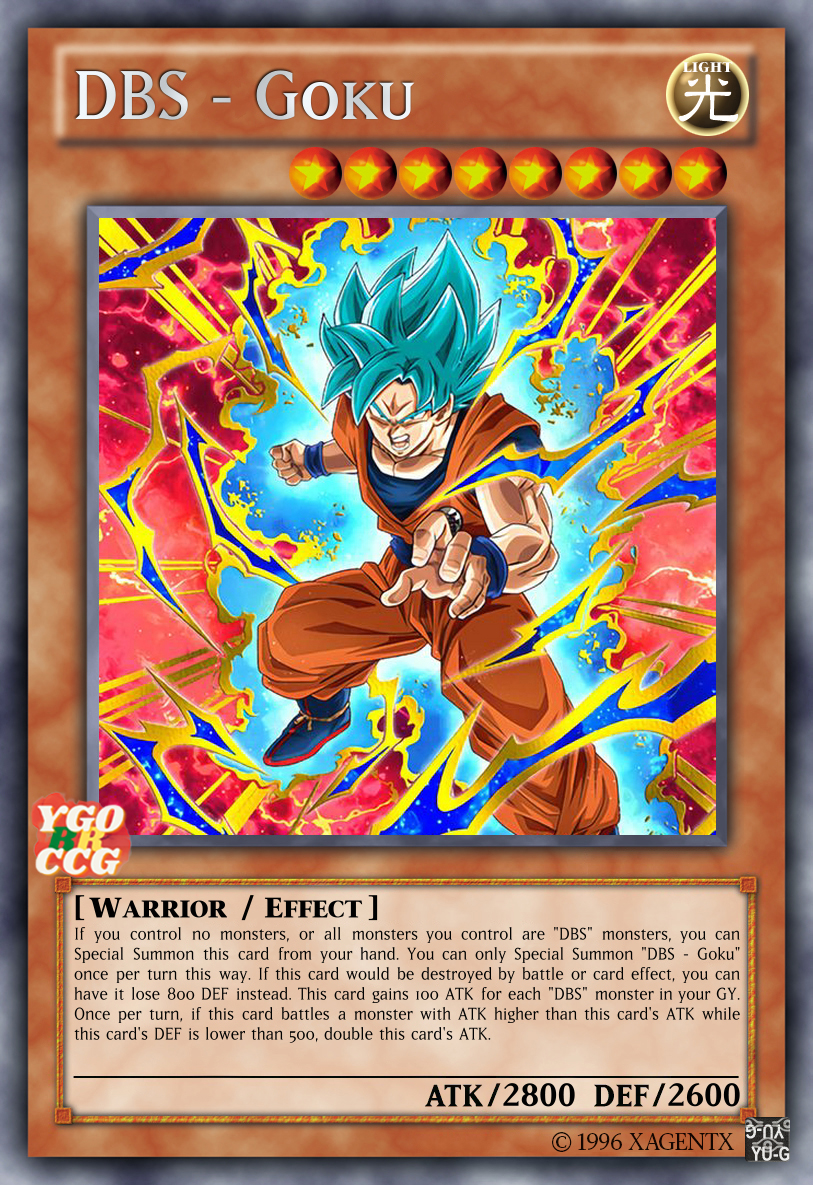 DBS - Goku
LIGHT
光
YGO
BR
CCG
[ Warrior / Effect ]
If you control no monsters, or all monsters you control are "DBS" monsters, you can
Special Summon this card from your hand. You can only Special Summon "DBS - Goku"
once per turn this way. If this card would be destroyed by battle or card effect, you can
have it lose 800 DEF instead. This card gains 100 ATK for each "DBS" monster in your GY.
Once per turn, if this card battles a monster with ATK higher than this card's ATK while
this card's DEF is lower than 500, double this card's ATK.
ATK/2800 DEF/2600
© 1996 XAGENTX
YU-G
YU-G